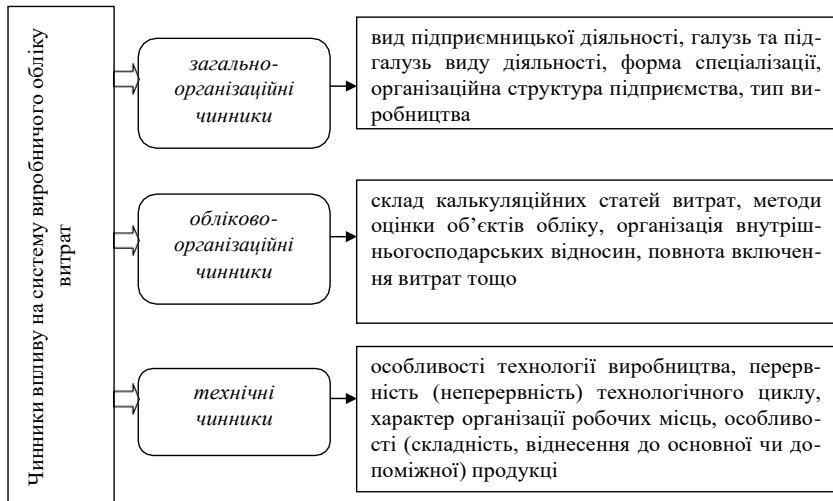 Чинники впливу на систему виробничого обліку
витрат
загально-
організаційні
чинники
вид підприємницької діяльності, галузь та під-
галузь виду діяльності, форма спеціалізації,
організаційна структура підприємства, тип ви-
робництва
обліково-
організаційні
чинники
склад калькуляційних статей витрат, методи
оцінки об’єктів обліку, організація внутріш-
ньогосподарських відносин, повнота включен-
ня витрат тощо
технічні
чинники
особливості технології виробництва, перерв-
ність (неперервність) технологічного циклу,
характер організації робочих місць, особливо-
сті (складність, віднесення до основної чи до-
поміжної) продукці